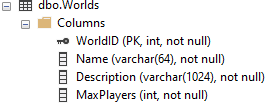 dbo.Worlds
Columns
WorldID (PK, int, not null)
Name (varchar(64), not null)
Description (varchar(1024), not null)
MaxPlayers (int, not null)